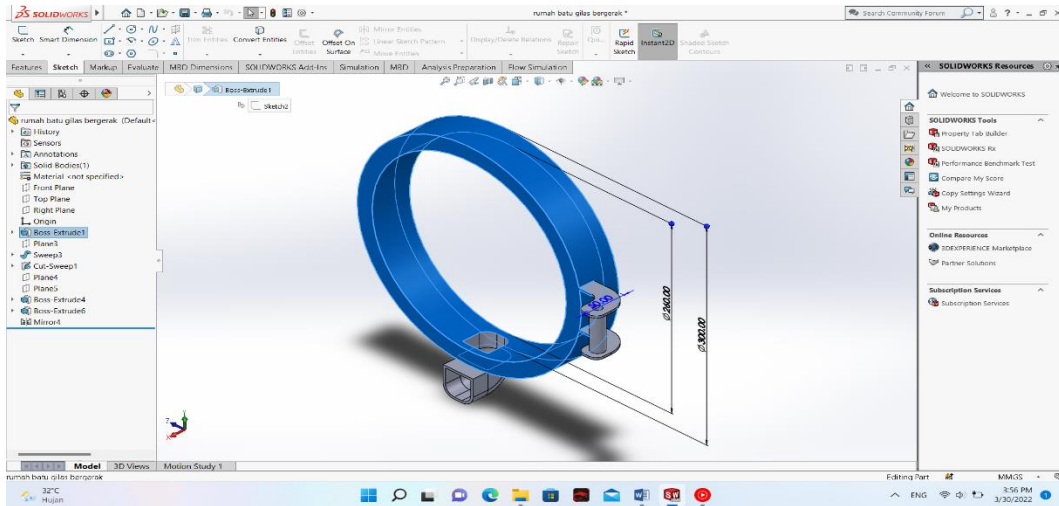 SOLIDWORKS
rumah batu gilas bergerak *
Search Community Forum
Sketch
Smart Dimension
Trim Entities
Convert Entities
Offset Entities
Offset On Surface
Mirror Entities
Linear Sketch Pattern
Move Entities
Display/Delete Relations
Repair Sketch
Rapid Sketch
Instant2D
Shaded Sketch Contours
Features
Sketch
Markup
Evaluate
MBD Dimensions
SOLIDWORKS Add-Ins
Simulation
MBD
Analysis Preparation
Flow Simulation
rumah batu gilas bergerak (Default<
History
Sensors
Annotations
Solid Bodies(1)
Material <not specified>
Front Plane
Top Plane
Right Plane
Origin
Boss-Extrude1
Plane3
Sweep3
Cut-Sweep1
Plane4
Plane5
Boss-Extrude4
Boss-Extrude6
Mirror4
Boss-Extrude1
Sketch2
50.00
Ø260.00
Ø300.00
SOLIDWORKS Resources
Welcome to SOLIDWORKS
SOLIDWORKS Tools
Property Tab Builder
SOLIDWORKS Rx
Performance Benchmark Test
Compare My Score
Copy Settings Wizard
My Products
Online Resources
3DEXPERIENCE Marketplace
Partner Solutions
Subscription Services
Subscription Services
Model
3D Views
Motion Study 1
rumah batu gilas bergerak
Editing Part
MMGS
32°C
Hujan
ENG
3:56 PM
3/30/2022